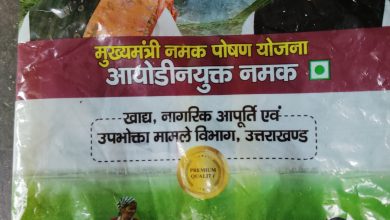 मुख्यमंत्री नमक पोषण योजना
आयोडीनयुक्त नमक
खाद्य, नागरिक आपूर्ति एवं
उपभोक्ता मामले विभाग, उत्तराखण्ड
PREMIUM
QUALITY